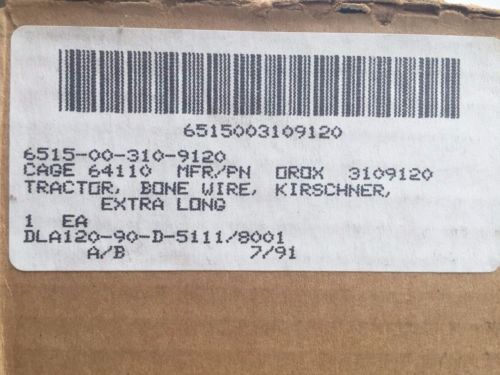 6515003109120
6515-00-310-9120
CAGE 64110 MFR/PN OROX 3109120
TRACTOR, BONE WIRE, KIRSCHNER,
EXTRA LONG
1 EA
DLA120-90-D-5111/8001
A/B 7/91